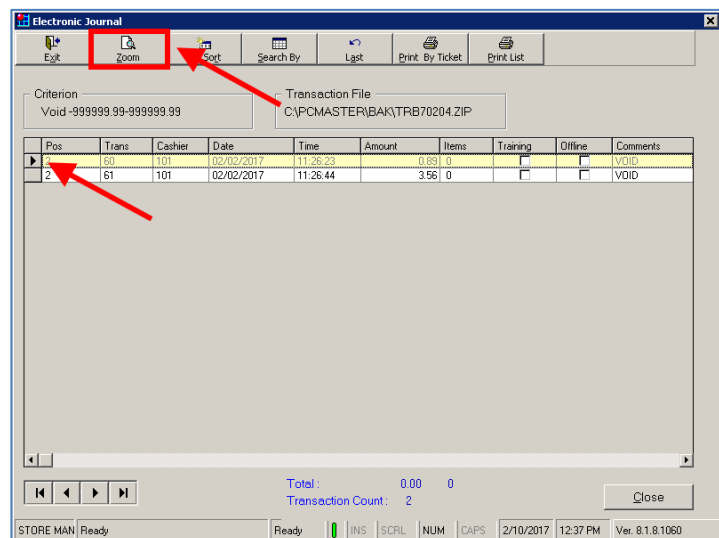 Electronic Journal
Exit Zoom Sort Search By Last Print By Ticket Print List
Criterion Transaction File
Void -999999.99-999999.99 C:\PCMASTER\BAK\TRB70204.ZIP
Pos Trans Cashier Date Time Amount Items Training Offline Comments
2 60 101 02/02/2017 11:26:23 0.89 0 VOID
2 61 101 02/02/2017 11:26:44 3.56 0 VOID
Total : 0.00 0
Transaction Count : 2
Close
STORE MAN Ready Ready INS SCRL NUM CAPS 2/10/2017 12:37 PM Ver. 8.1.8.1060